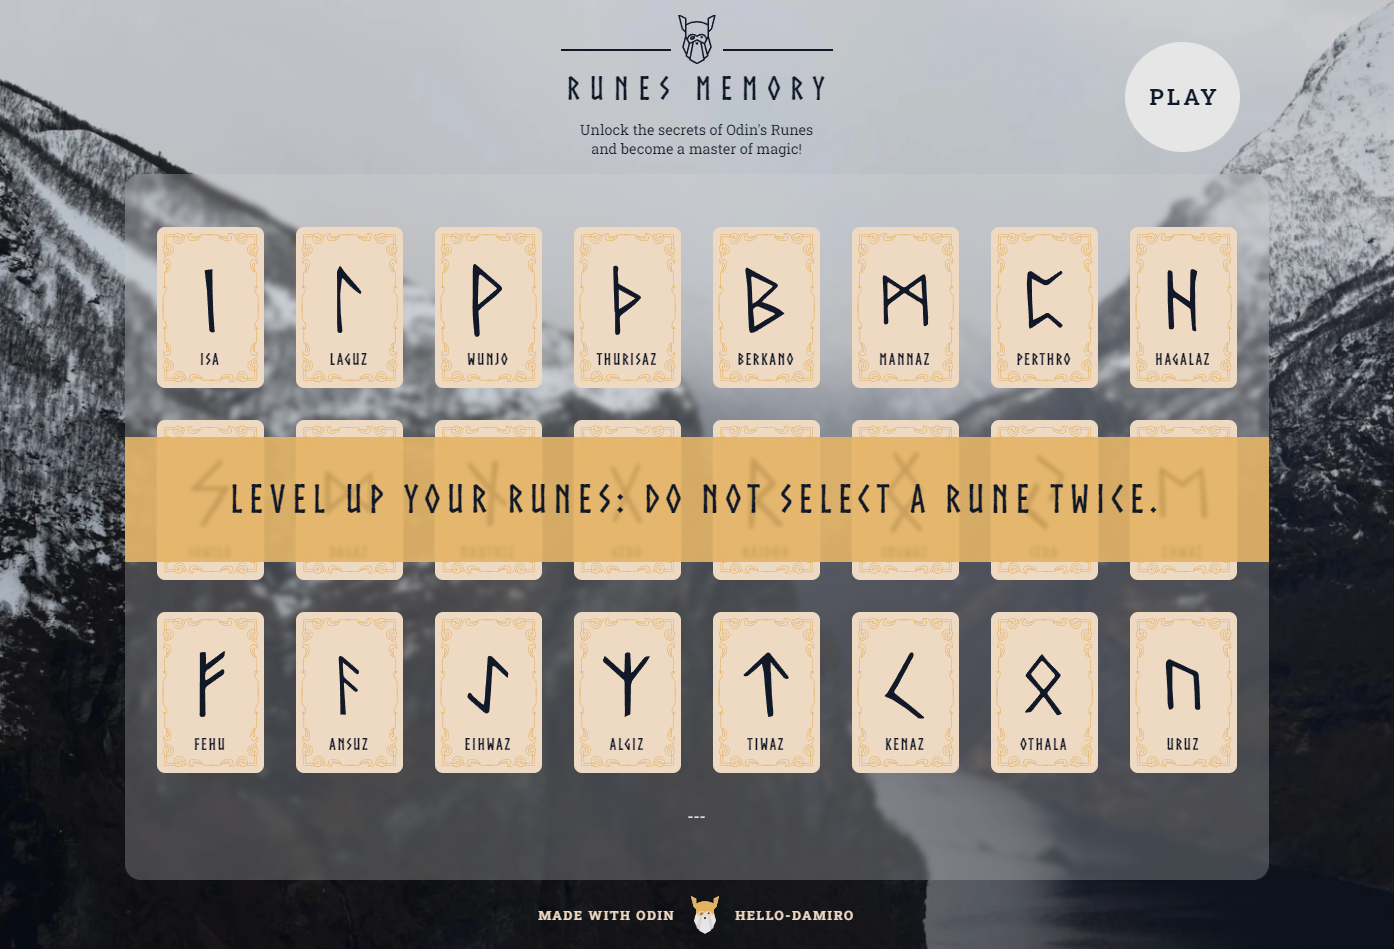 RUNES MEMORY
Unlock the secrets of Odin's Runes
and become a master of magic!
PLAY
ISA LAGUZ WUNJO THURISAZ BERKANO MANNAZ PERTHRO HAGALAZ
LEVEL UP YOUR RUNES: DO NOT SELECT A RUNE TWICE.
FEHU ANSUZ EIHWAZ ALGIZ TIWAZ KENAZ OTHALA URUZ
---
MADE WITH ODIN HELLO-DAMIRO